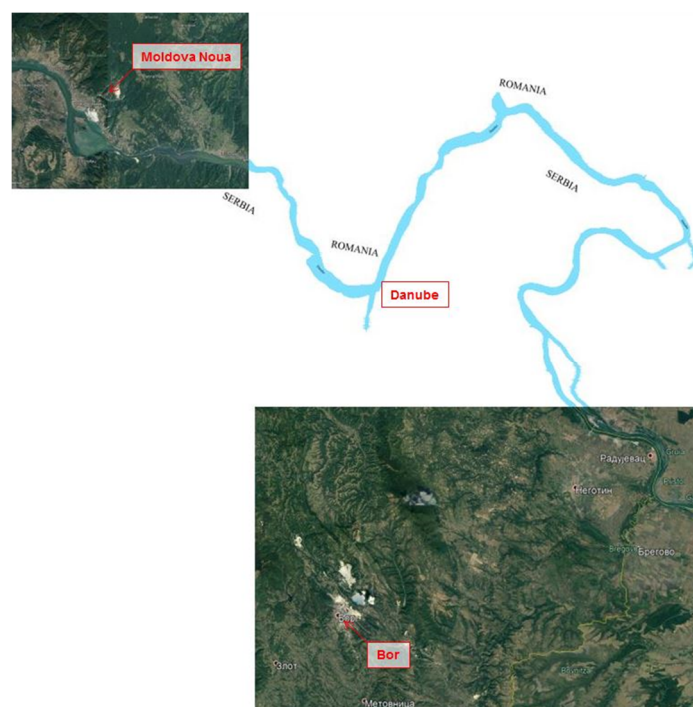 Moldova Noua
ROMANIA
SERBIA
SERBIA
ROMANIA
Danube
Радујевац
Неготин
Брегово
Bor
Злот
Метовница